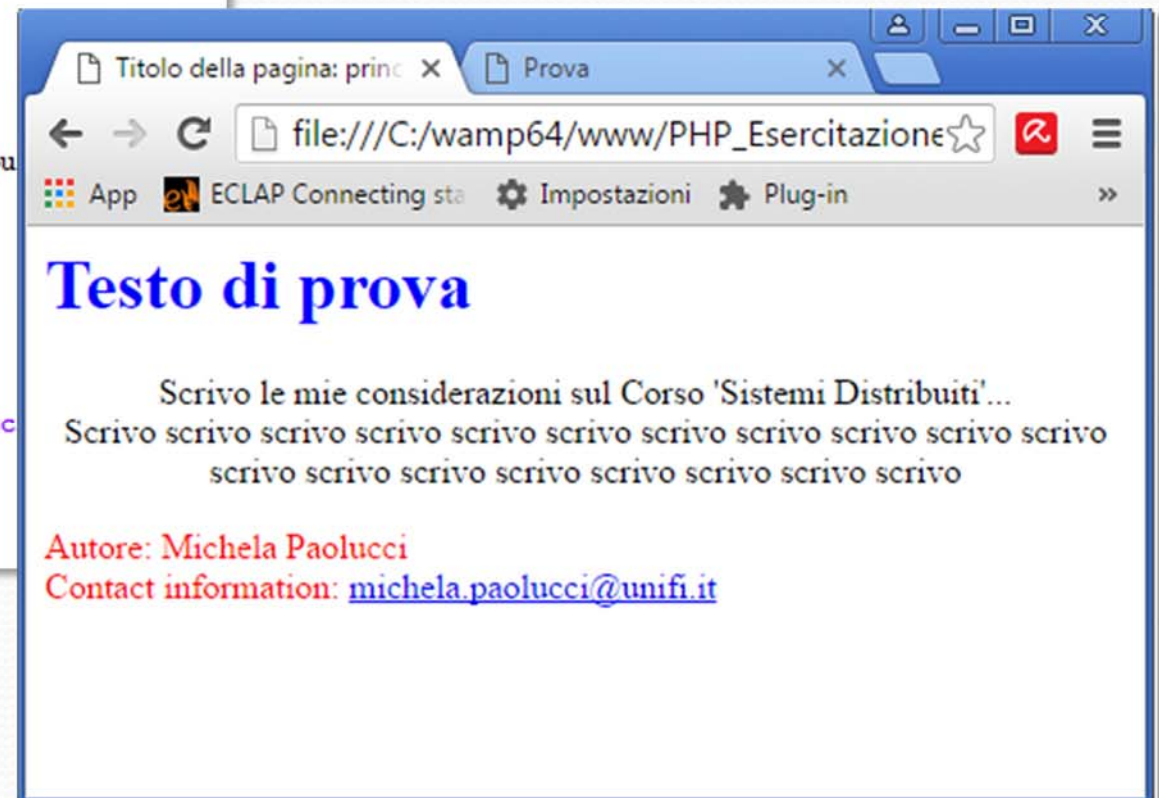 Titolo della pagina: princ
Prova
file:///C:/wamp64/www/PHP_Esercitazione
App ECLAP Connecting sta Impostazioni Plug-in »
Testo di prova
Scrivo le mie considerazioni sul Corso 'Sistemi Distribuiti'...
Scrivo scrivo scrivo scrivo scrivo scrivo scrivo scrivo scrivo scrivo scrivo
scrivo scrivo scrivo scrivo scrivo scrivo scrivo scrivo
Autore: Michela Paolucci
Contact information: michela.paolucci@unifi.it